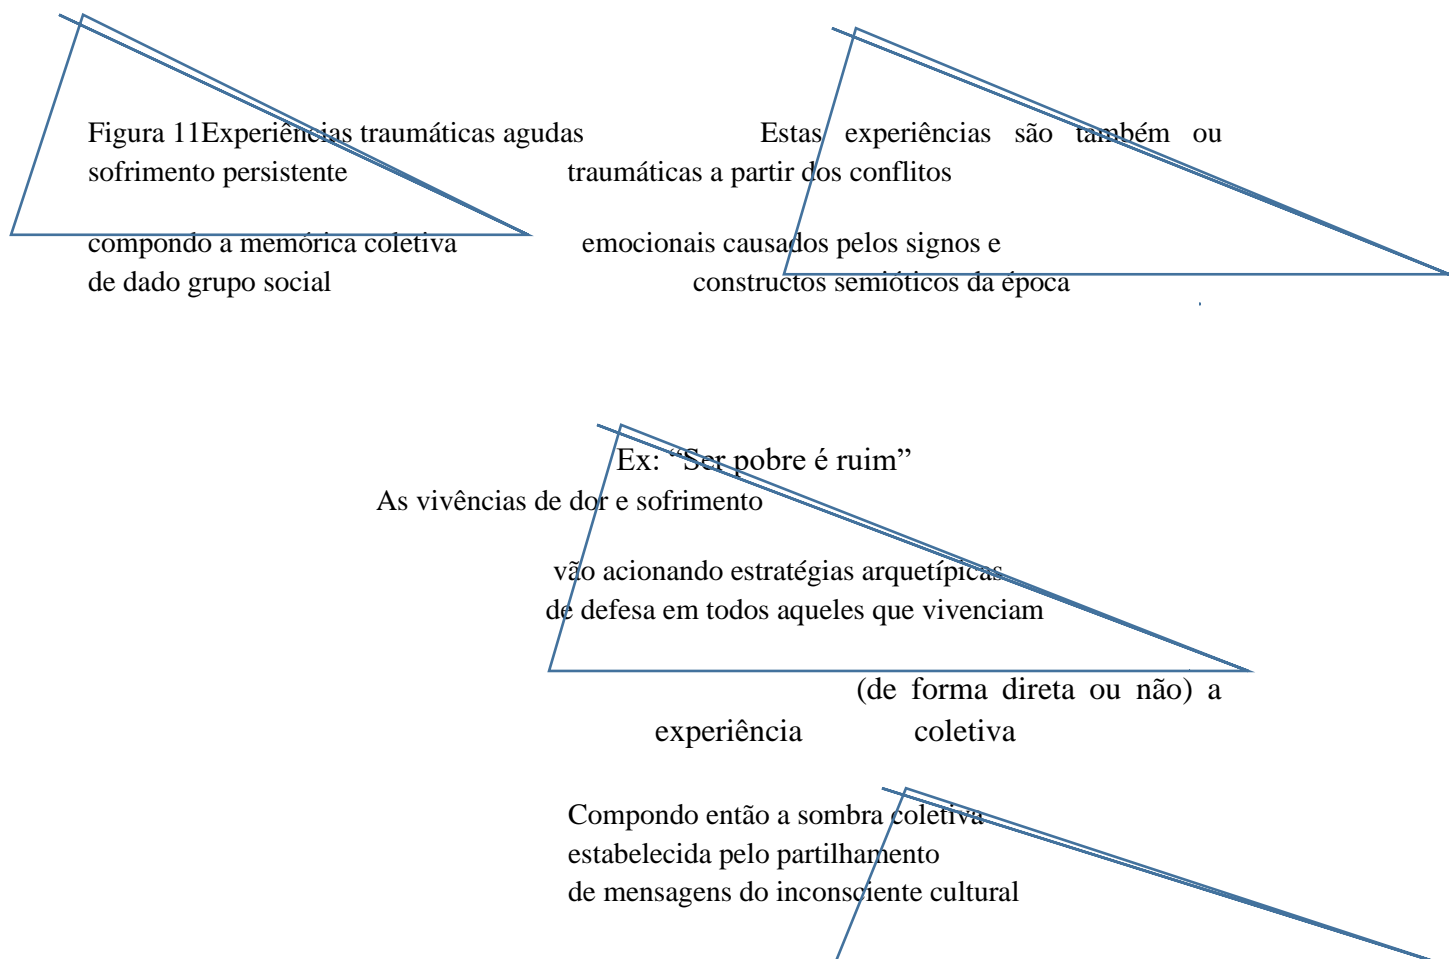 Figura 11Experiências traumáticas agudas Estas experiências são também ou
sofrimento persistente traumáticas a partir dos conflitos
compondo a memórica coletiva emocionais causados pelos signos e
de dado grupo social constructos semióticos da época
Ex: “Ser pobre é ruim”
As vivências de dor e sofrimento
vão acionando estratégias arquetípicas
de defesa em todos aqueles que vivenciam
(de forma direta ou não) a
experiência coletiva
Compondo então a sombra coletiva
estabelecida pelo partilhamento
de mensagens do inconsciente cultural